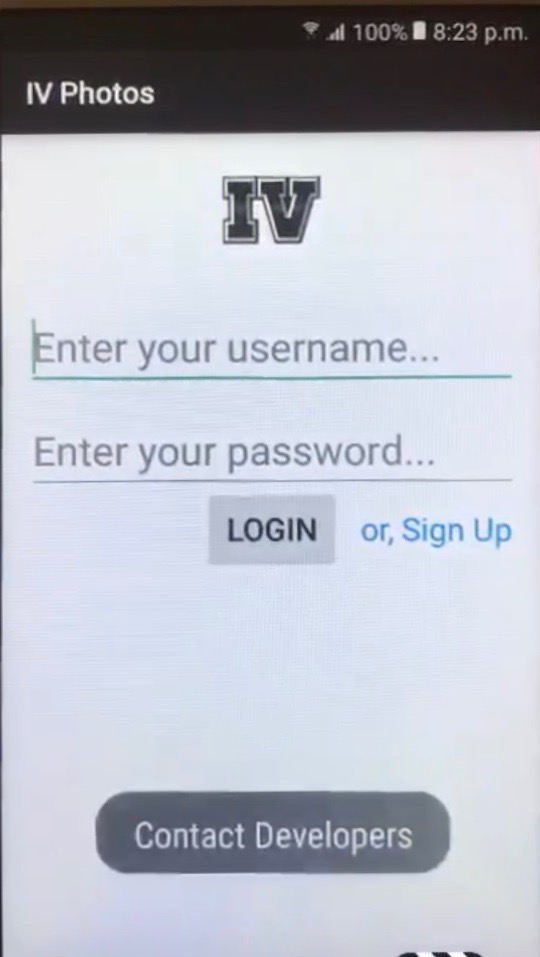 100% 8:23 p.m.
IV Photos
IV
Enter your username...
Enter your password...
LOGIN or, Sign Up
Contact Developers